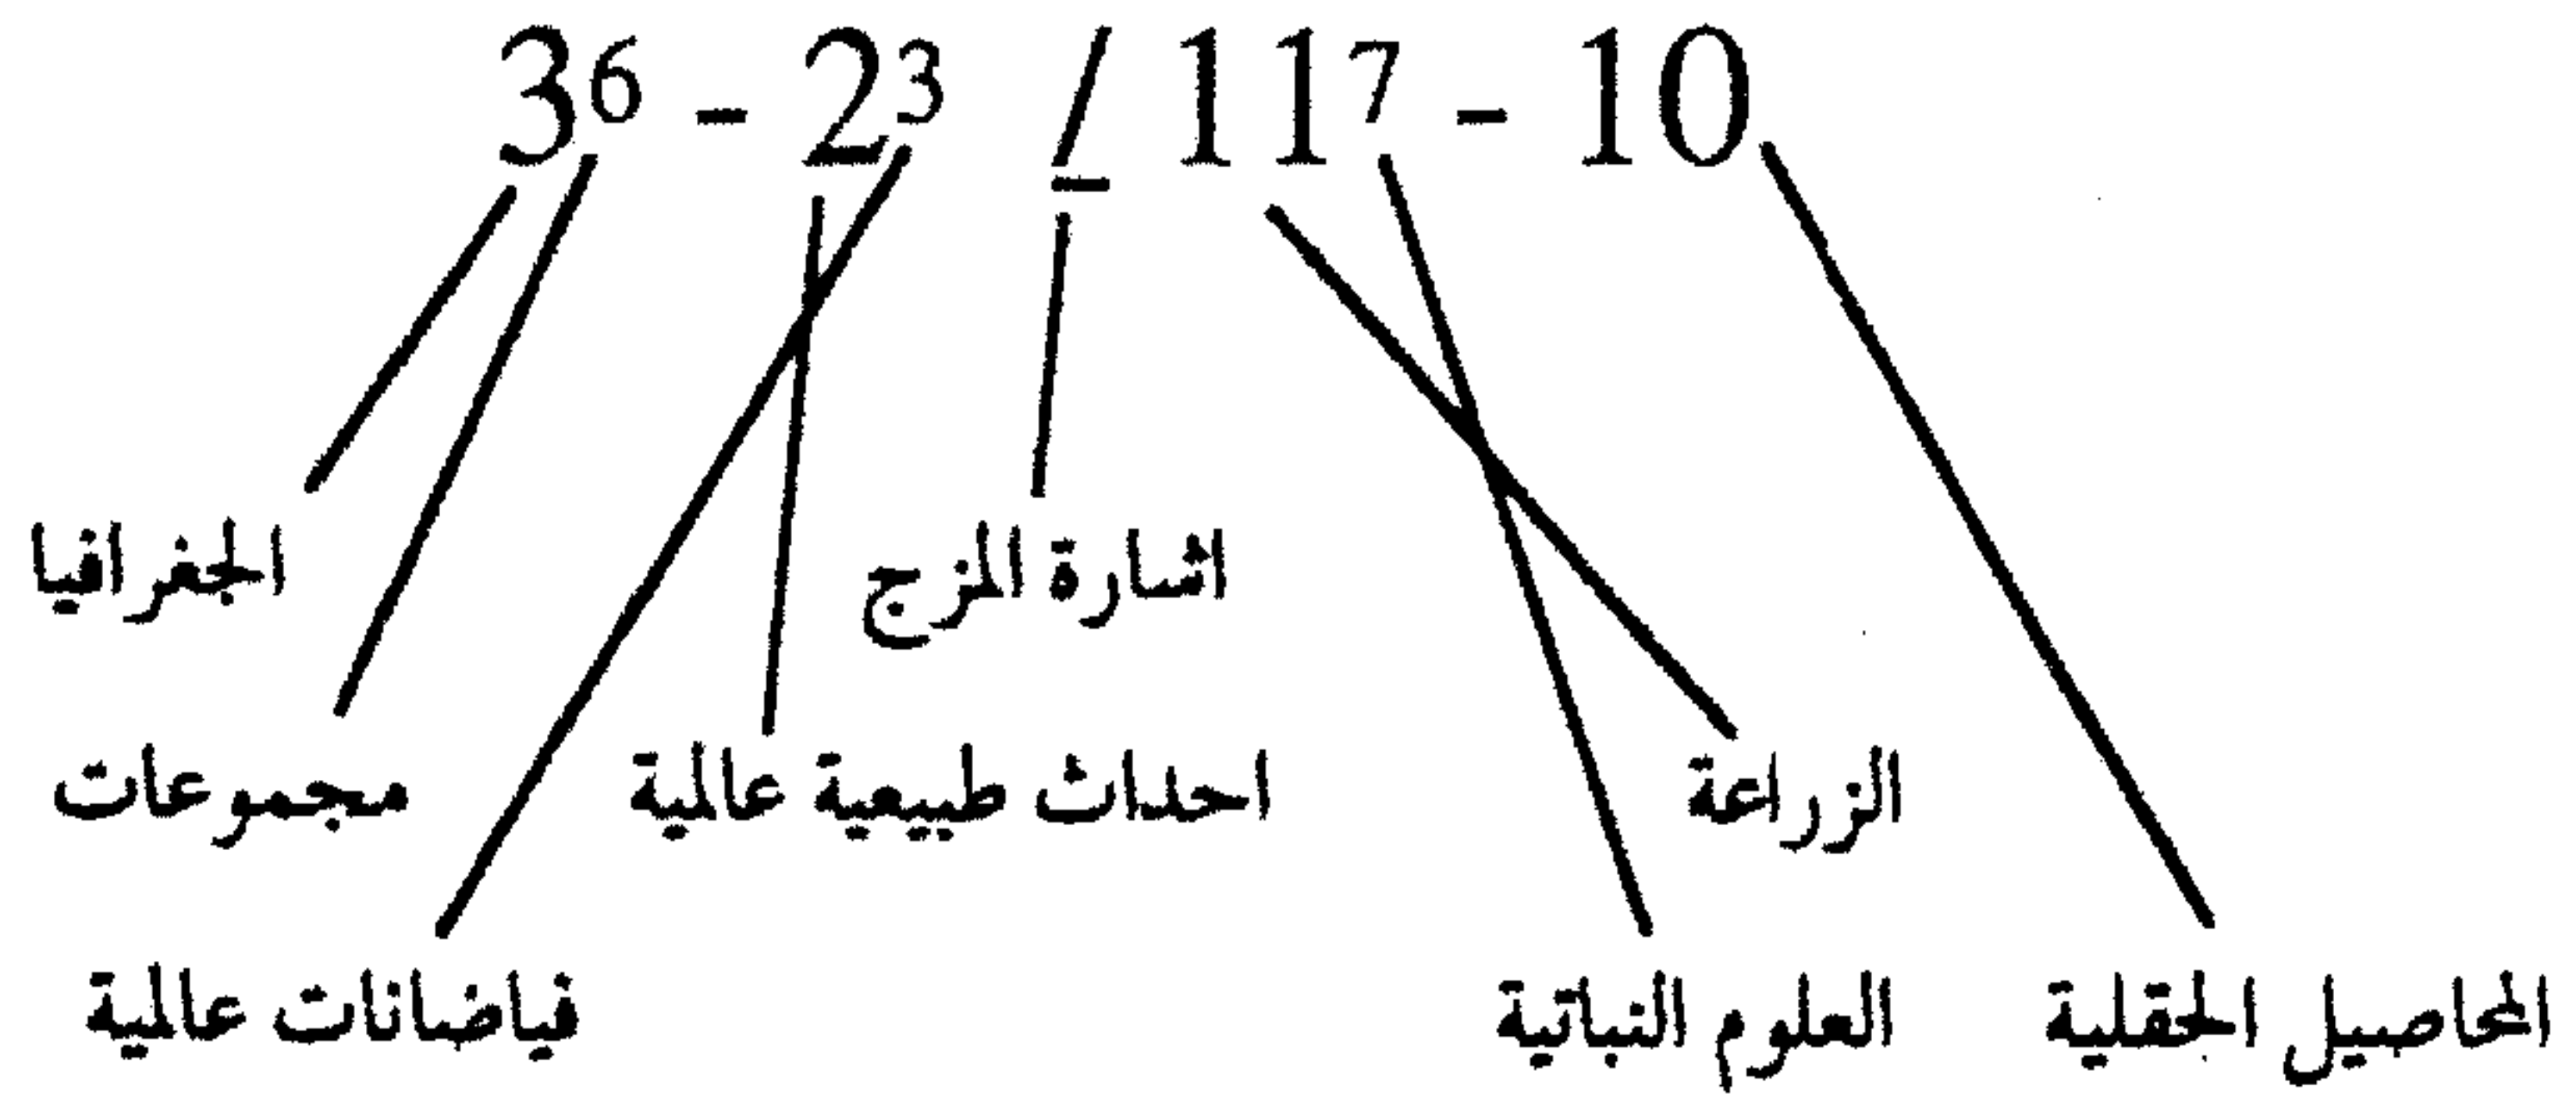 3⁶ - 2³ / 11⁷ - 10
الجغرافيا
اشارة المزج
مجموعات
احداث طبيعية عالمية
الزراعة
فياضانات عالمية
العلوم النباتية
المحاصيل الحقلية